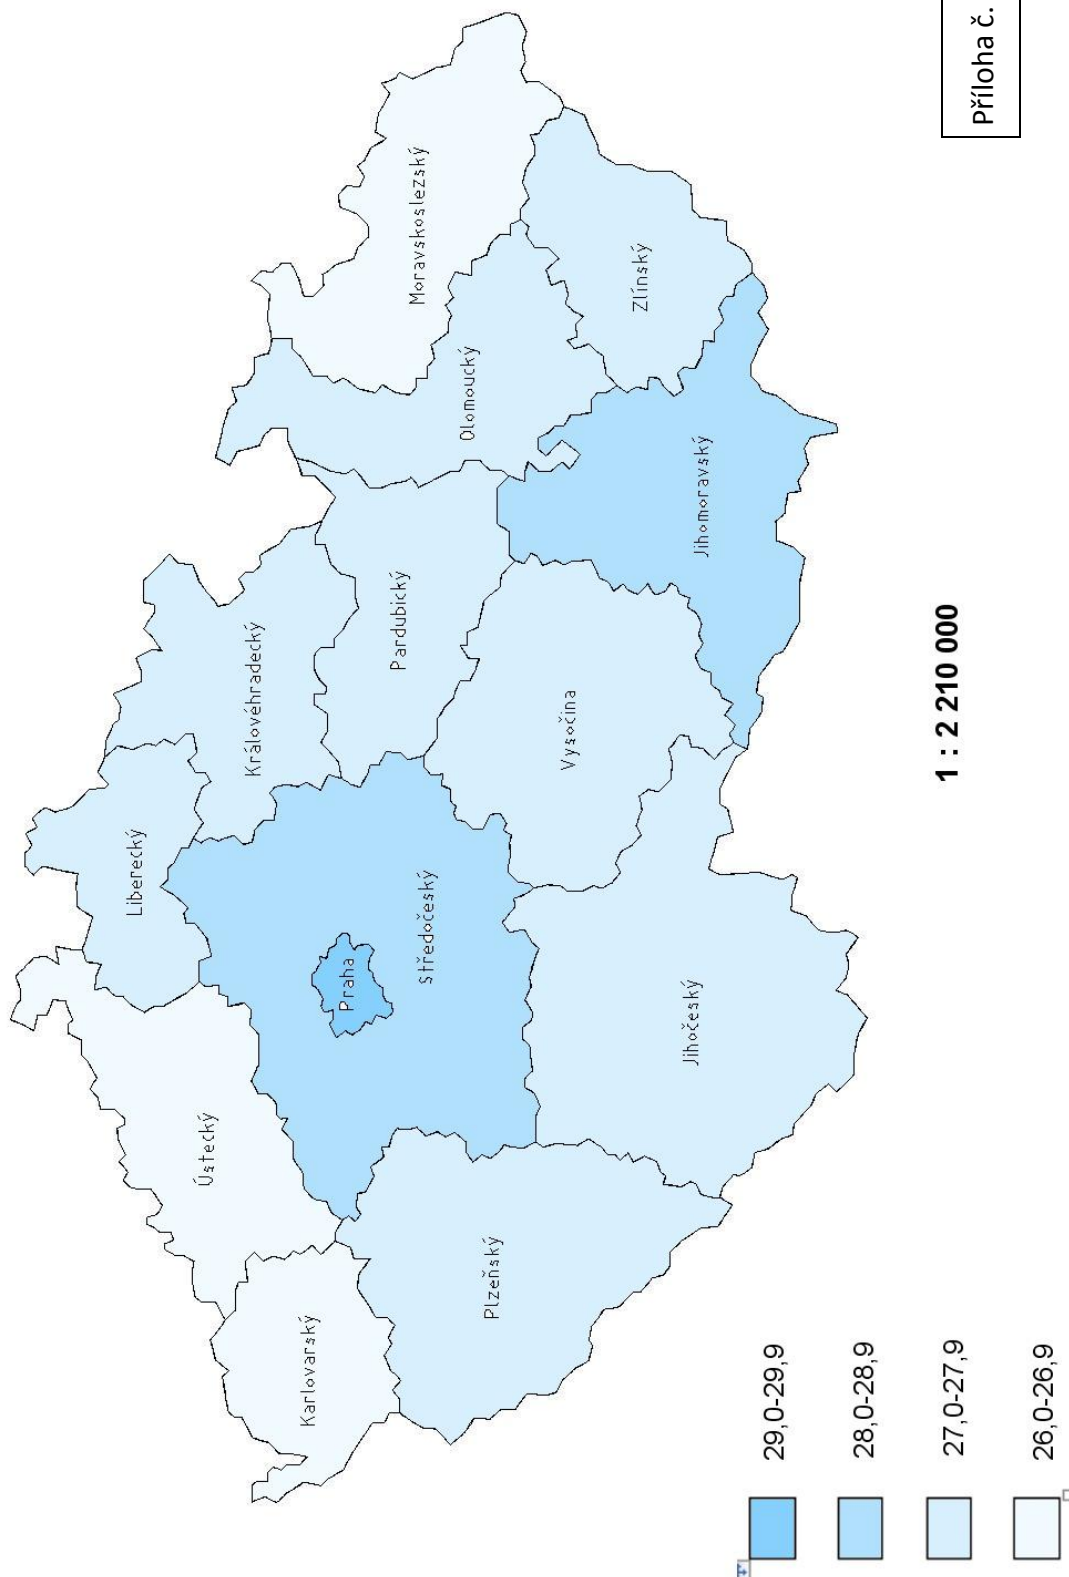 Liberecký
Ústecký
Královéhradecký
Karlovarský
Praha
Pardubický
Moravskoslezský
Středočeský
Olomoucký
Plzeňský
Vysočina
Zlínský
Jihočeský
Jihomoravský
29,0-29,9
28,0-28,9
27,0-27,9
26,0-26,9
1 : 2 210 000
Příloha č.